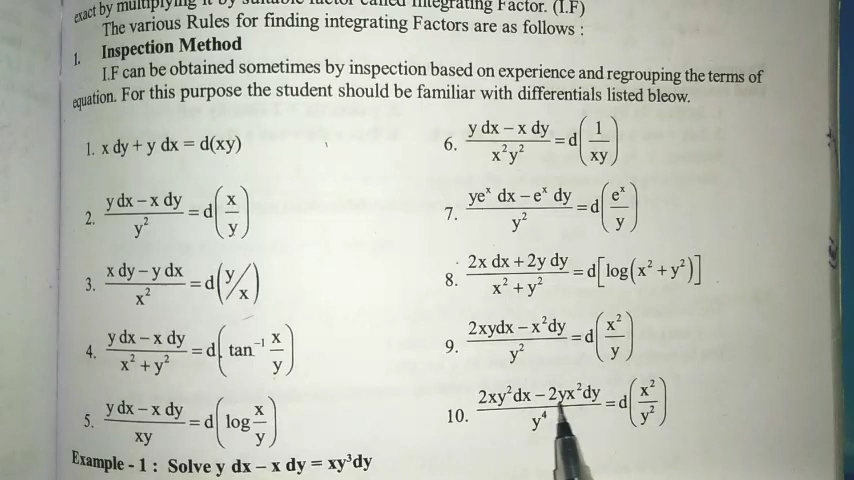 exact by multiplying it by suitable factor called Integrating Factor. (I.F)
The various Rules for finding integrating Factors are as follows :
1. Inspection Method
I.F can be obtained sometimes by inspection based on experience and regrouping the terms of
equation. For this purpose the student should be familiar with differentials listed bleow.
1. x dy + y dx = d(xy)
2. (y dx – x dy)/y² = d(x/y)
3. (x dy – y dx)/x² = d(y/x)
4. (y dx – x dy)/(x² + y²) = d(tan⁻¹ x/y)
5. (y dx – x dy)/xy = d(log x/y)
6. (y dx – x dy)/x²y² = d(1/xy)
7. (yeˣ dx – eˣ dy)/y² = d(eˣ/y)
8. (2x dx + 2y dy)/(x² + y²) = d[log(x² + y²)]
9. (2xydx – x²dy)/y² = d(x²/y)
10. (2xy²dx – 2yx²dy)/y⁴ = d(x²/y²)
Example - 1 : Solve y dx – x dy = xy³dy